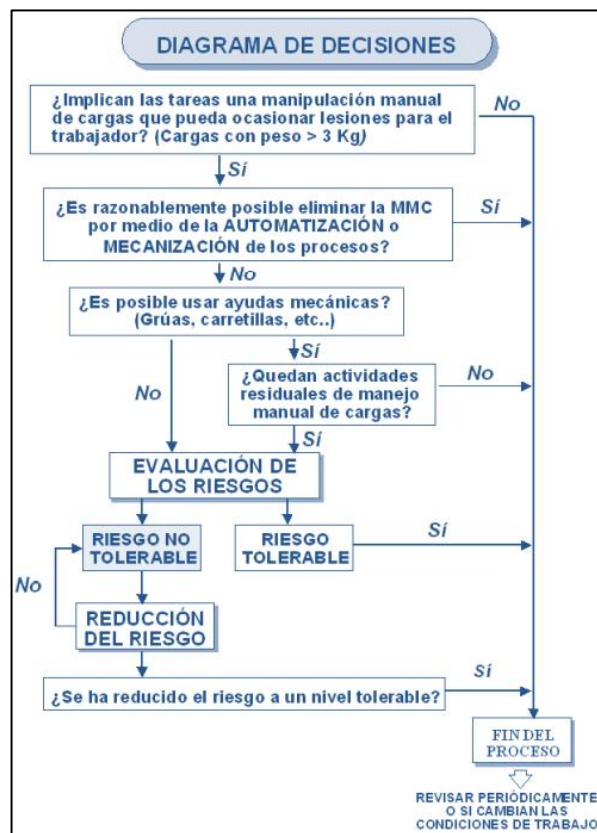 DIAGRAMA DE DECISIONES
¿Implican las tareas una manipulación manual
de cargas que pueda ocasionar lesiones para el
trabajador? (Cargas con peso > 3 Kg)
No
Sí
¿Es razonablemente posible eliminar la MMC
por medio de la AUTOMATIZACIÓN o
MECANIZACIÓN de los procesos?
Sí
No
¿Es posible usar ayudas mecánicas?
(Grúas, carretillas, etc..)
Sí
No
¿Quedan actividades
residuales de manejo
manual de cargas?
No
Sí
EVALUACIÓN DE
LOS RIESGOS
RIESGO NO
TOLERABLE
RIESGO
TOLERABLE
Sí
No
REDUCCIÓN
DEL RIESGO
¿Se ha reducido el riesgo a un nivel tolerable?
Sí
FIN DEL
PROCESO
REVISAR PERIÓDICAMENTE
O SI CAMBIAN LAS
CONDICIONES DE TRABAJO